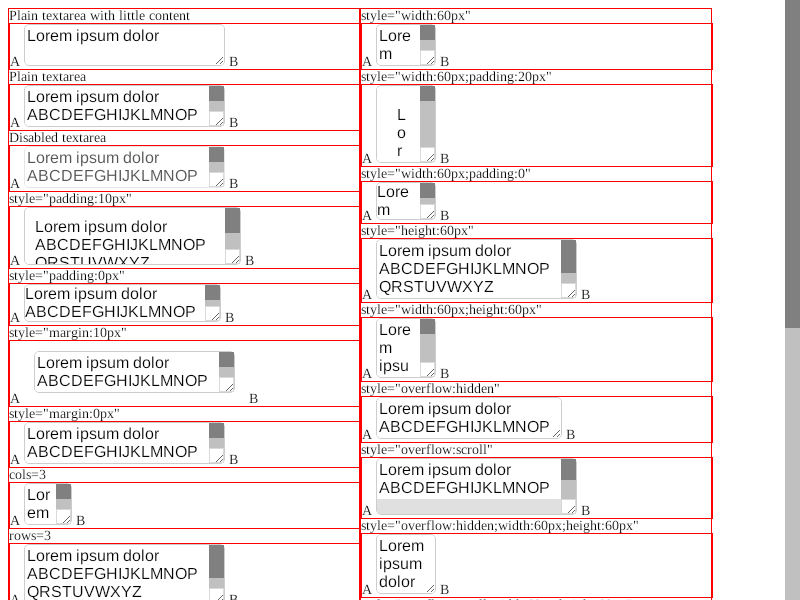 Plain textarea with little content
Lorem ipsum dolor
A B
Plain textarea
Lorem ipsum dolor
ABCDEFGHIJKLMNOP
A B
Disabled textarea
Lorem ipsum dolor
ABCDEFGHIJKLMNOP
A B
style="padding:10px"
Lorem ipsum dolor
ABCDEFGHIJKLMNOP
QRSTUVWXYZ
A B
style="padding:0px"
Lorem ipsum dolor
ABCDEFGHIJKLMNOP
A B
style="margin:10px"
Lorem ipsum dolor
ABCDEFGHIJKLMNOP
A B
style="margin:0px"
Lorem ipsum dolor
ABCDEFGHIJKLMNOP
A B
cols=3
Lor
em
A B
rows=3
Lorem ipsum dolor
ABCDEFGHIJKLMNOP
QRSTUVWXYZ
A B
style="width:60px"
Lore
m
A B
style="width:60px;padding:20px"
L
o
r
A B
style="width:60px;padding:0"
Lore
m
A B
style="height:60px"
Lorem ipsum dolor
ABCDEFGHIJKLMNOP
QRSTUVWXYZ
A B
style="width:60px;height:60px"
Lore
m
ipsu
A B
style="overflow:hidden"
Lorem ipsum dolor
ABCDEFGHIJKLMNOP
A B
style="overflow:scroll"
Lorem ipsum dolor
ABCDEFGHIJKLMNOP
A B
style="overflow:hidden;width:60px;height:60px"
Lorem
ipsum
dolor
A B